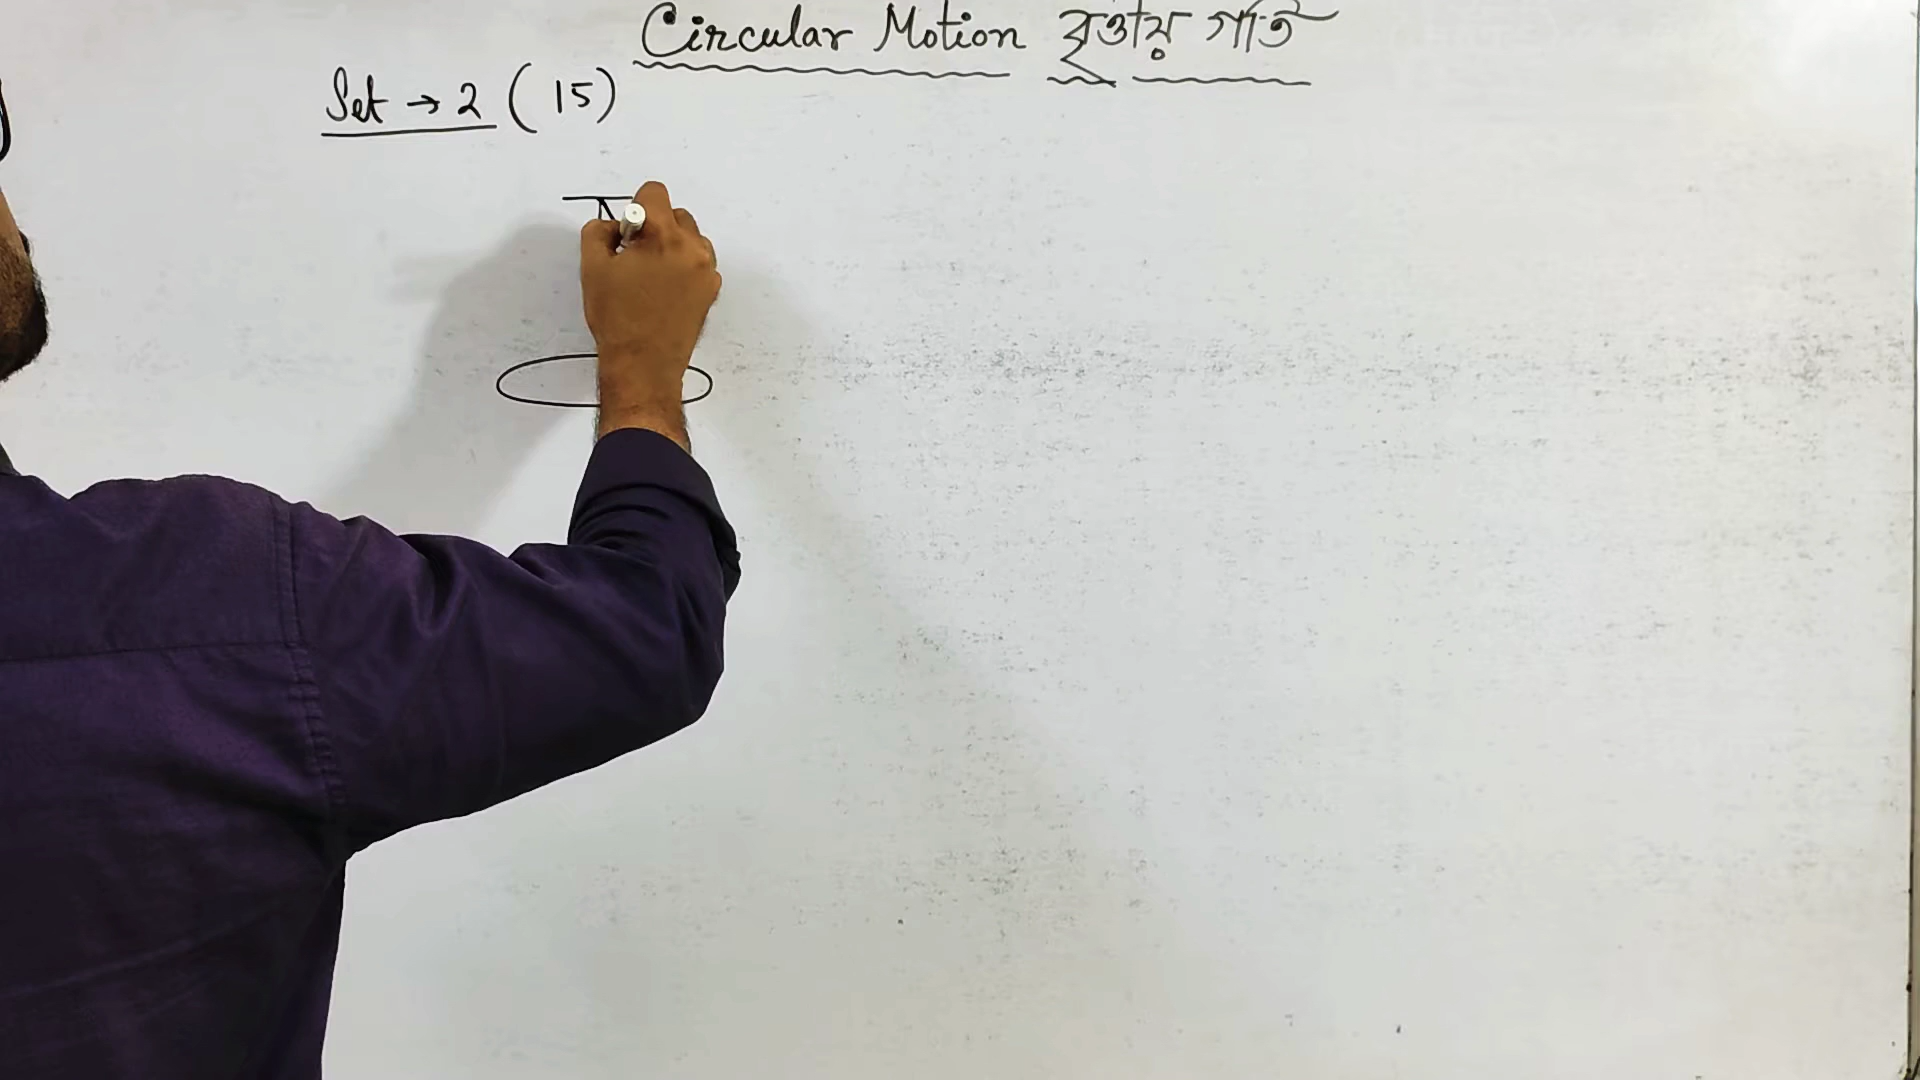 Circular Motion বৃত্তীয় গতি
Set → 2 ( 15 )